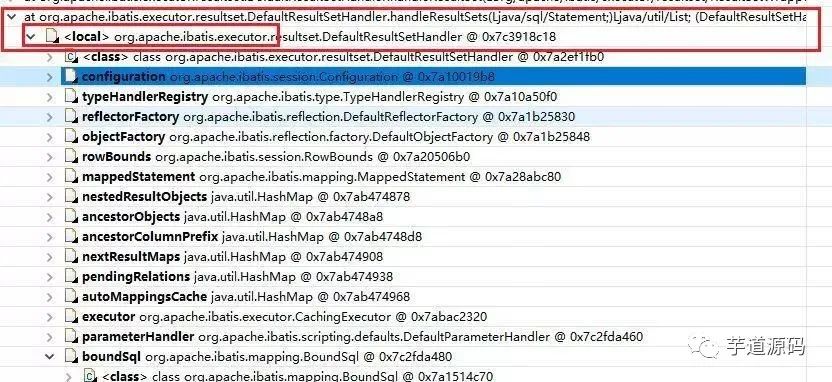 at org.apache.ibatis.executor.resultset.DefaultResultSetHandler.handleResultSets(Ljava/sql/Statement;)Ljava/util/List; (DefaultResultSetHa
<local> org.apache.ibatis.executor.resultset.DefaultResultSetHandler @ 0x7c3918c18
<class> class org.apache.ibatis.executor.resultset.DefaultResultSetHandler @ 0x7a2ef1fb0
configuration org.apache.ibatis.session.Configuration @ 0x7a10019b8
typeHandlerRegistry org.apache.ibatis.type.TypeHandlerRegistry @ 0x7a10a50f0
reflectorFactory org.apache.ibatis.reflection.DefaultReflectorFactory @ 0x7a1b25830
objectFactory org.apache.ibatis.reflection.factory.DefaultObjectFactory @ 0x7a1b25848
rowBounds org.apache.ibatis.session.RowBounds @ 0x7a20506b0
mappedStatement org.apache.ibatis.mapping.MappedStatement @ 0x7a28abc80
nestedResultObjects java.util.HashMap @ 0x7ab474878
ancestorObjects java.util.HashMap @ 0x7ab4748a8
ancestorColumnPrefix java.util.HashMap @ 0x7ab4748d8
nextResultMaps java.util.HashMap @ 0x7ab474908
pendingRelations java.util.HashMap @ 0x7ab474938
autoMappingsCache java.util.HashMap @ 0x7ab474968
executor org.apache.ibatis.executor.CachingExecutor @ 0x7abac2320
parameterHandler org.apache.ibatis.scripting.defaults.DefaultParameterHandler @ 0x7c2fda460
boundSql org.apache.ibatis.mapping.BoundSql @ 0x7c2fda480
<class> class org.apache.ibatis.mapping.BoundSql @ 0x7a1514c70
芋道源码